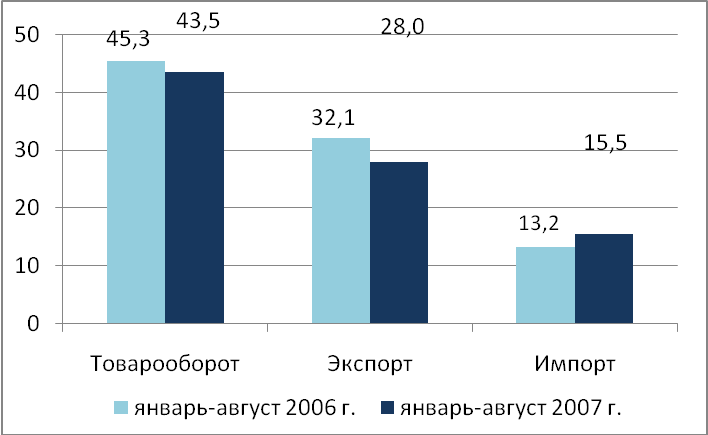 43,5
28,0
50
45,3
40
32,1
30
15,5
20
13,2
10
0
Товарооборот
Экспорт
Импорт
январь-август 2006 г.
январь-август 2007 г.